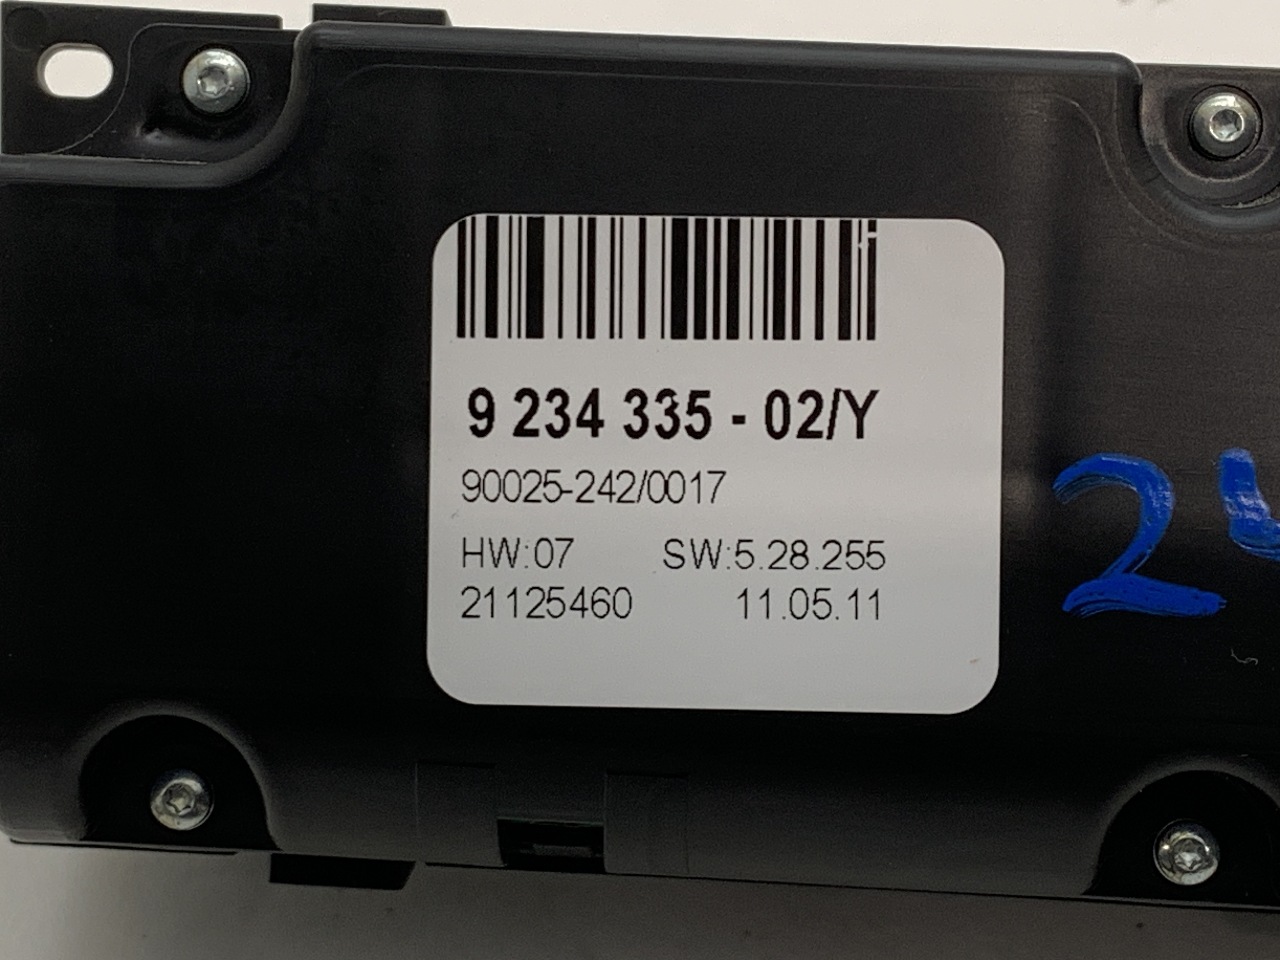 9 234 335 - 02/Y
90025-242/0017
HW:07 SW:5.28.255
21125460 11.05.11